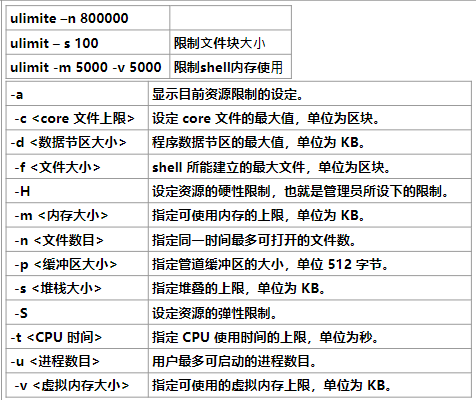 ulimite –n 800000
ulimit – s 100 限制文件块大小
ulimit -m 5000 -v 5000 限制shell内存使用
-a 显示目前资源限制的设定。
-c <core 文件上限> 设定 core 文件的最大值，单位为区块。
-d <数据节区大小> 程序数据节区的最大值，单位为 KB。
-f <文件大小> shell 所能建立的最大文件，单位为区块。
-H 设定资源的硬性限制，也就是管理员所设下的限制。
-m <内存大小> 指定可使用内存的上限，单位为 KB。
-n <文件数目> 指定同一时间最多可打开的文件数。
-p <缓冲区大小> 指定管道缓冲区的大小，单位 512 字节。
-s <堆栈大小> 指定堆叠的上限，单位为 KB。
-S 设定资源的弹性限制。
-t <CPU 时间> 指定 CPU 使用时间的上限，单位为秒。
-u <进程数目> 用户最多可启动的进程数目。
-v <虚拟内存大小> 指定可使用的虚拟内存上限，单位为 KB。